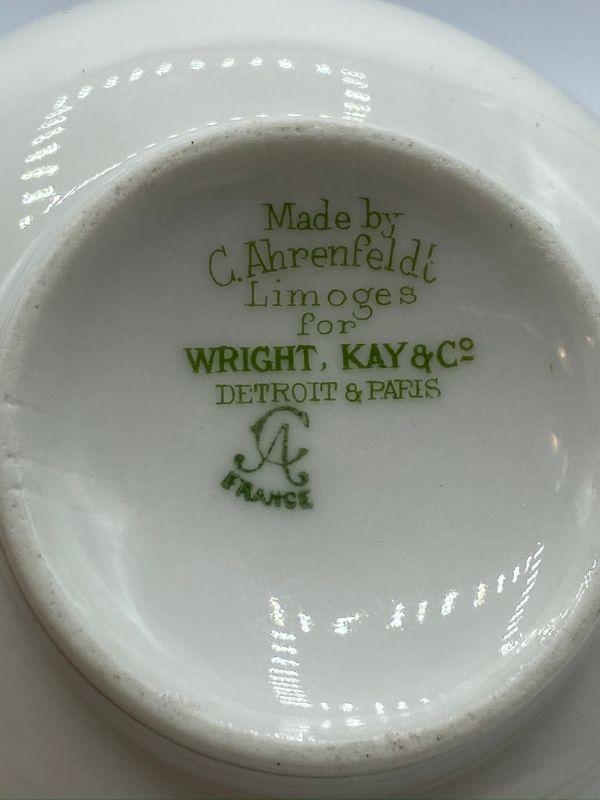 Made by
C. Ahrenfeldt
Limoges
for
WRIGHT, KAY & Cº
DETROIT & PARIS
CA
FRANCE